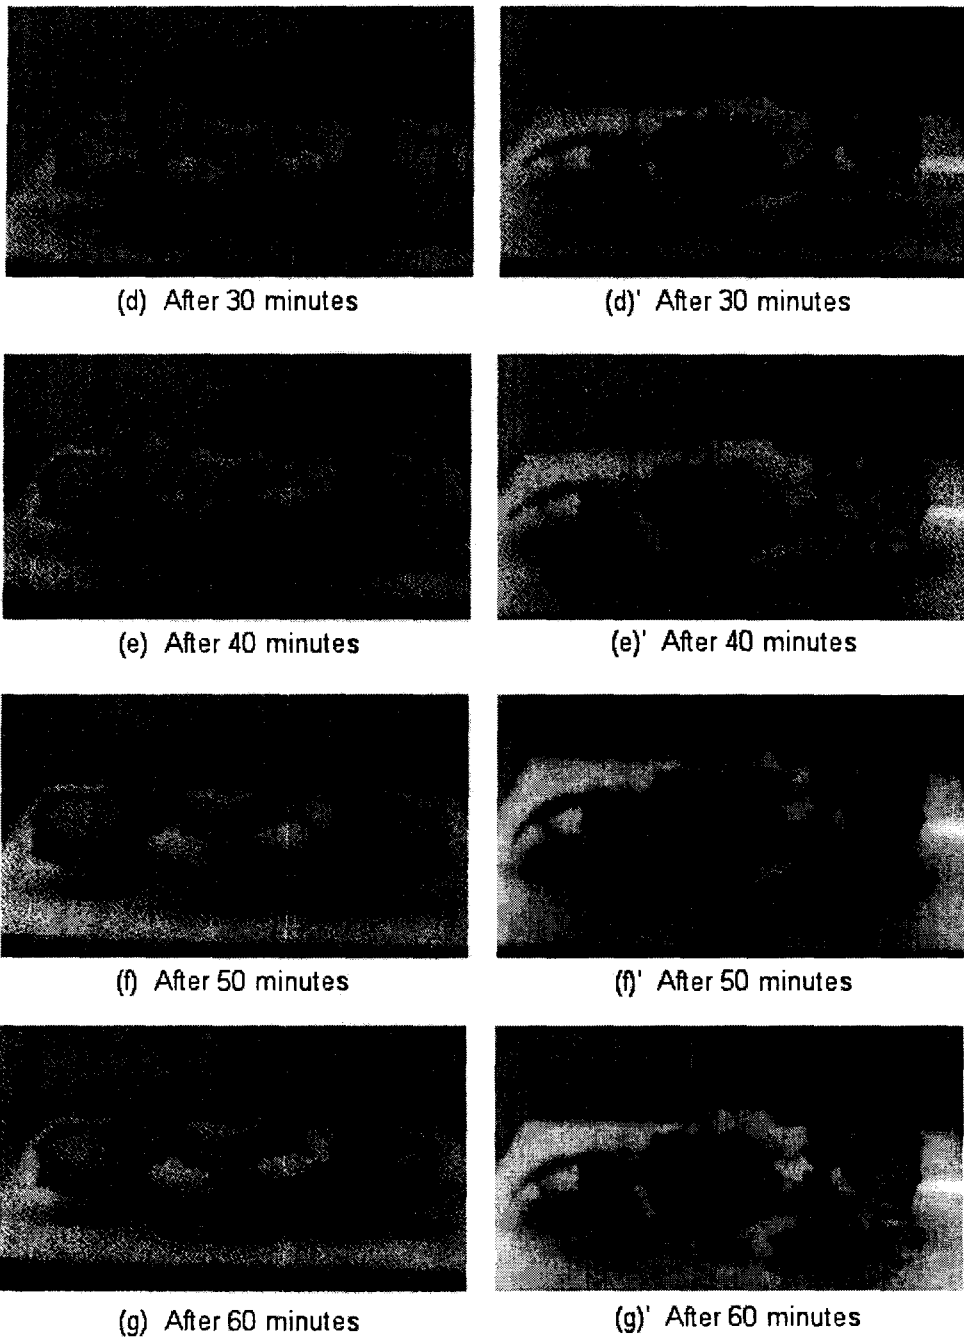 (d) After 30 minutes
(d)' After 30 minutes
(e) After 40 minutes
(e)' After 40 minutes
(f) After 50 minutes
(f)' After 50 minutes
(g) After 60 minutes
(g)' After 60 minutes